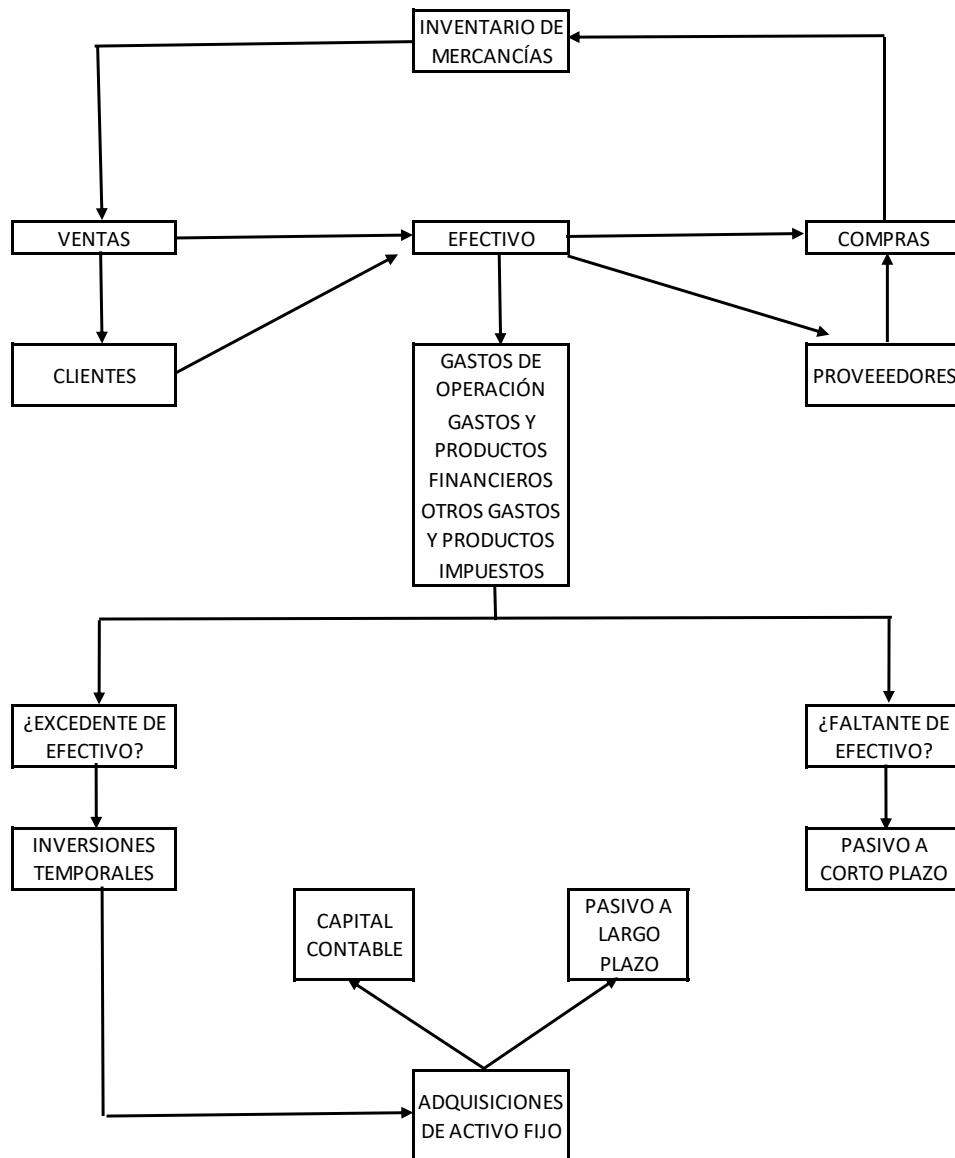 INVENTARIO DE
MERCANCÍAS
VENTAS
EFECTIVO
COMPRAS
CLIENTES
GASTOS DE
OPERACIÓN
GASTOS Y
PRODUCTOS
FINANCIEROS
OTROS GASTOS
Y PRODUCTOS
IMPUESTOS
PROVEEEDORES
¿EXCEDENTE DE
EFECTIVO?
¿FALTANTE DE
EFECTIVO?
INVERSIONES
TEMPORALES
PASIVO A
CORTO PLAZO
CAPITAL
CONTABLE
PASIVO A
LARGO
PLAZO
ADQUISICIONES
DE ACTIVO FIJO